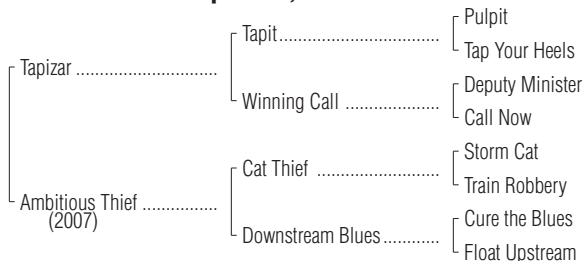 Pulpit
Tapit
Tap Your Heels
Tapizar
Deputy Minister
Winning Call
Call Now
Storm Cat
Cat Thief
Train Robbery
Ambitious Thief
(2007)
Cure the Blues
Downstream Blues
Float Upstream